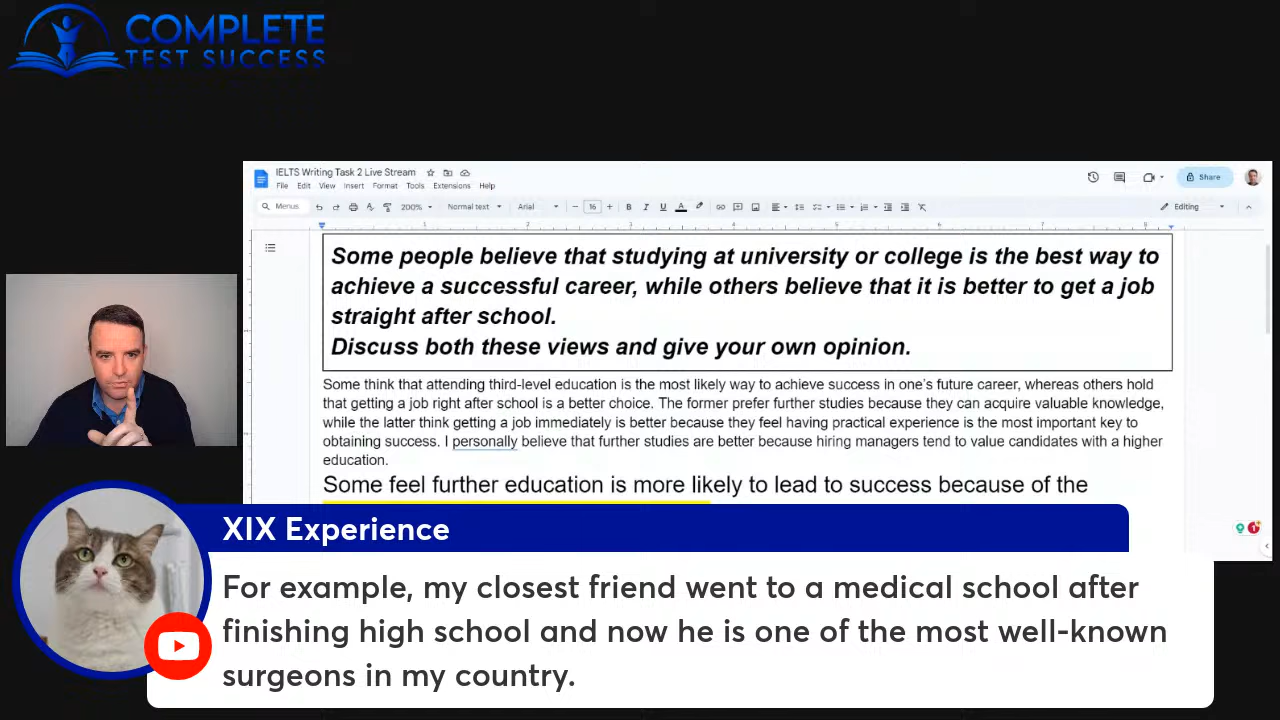 COMPLETE
TEST SUCCESS
IELTS Writing Task 2 Live Stream
File Edit View Insert Format Tools Extensions Help
Share
Menus
200%
Normal text
Arial
16
B I U A
Editing
1 2 3 4 5 6 7 8
Some people believe that studying at university or college is the best way to
achieve a successful career, while others believe that it is better to get a job
straight after school.
Discuss both these views and give your own opinion.
Some think that attending third-level education is the most likely way to achieve success in one's future career, whereas others hold
that getting a job right after school is a better choice. The former prefer further studies because they can acquire valuable knowledge,
while the latter think getting a job immediately is better because they feel having practical experience is the most important key to
obtaining success. I personally believe that further studies are better because hiring managers tend to value candidates with a higher
education.
Some feel further education is more likely to lead to success because of the
XIX Experience
For example, my closest friend went to a medical school after
finishing high school and now he is one of the most well-known
surgeons in my country.